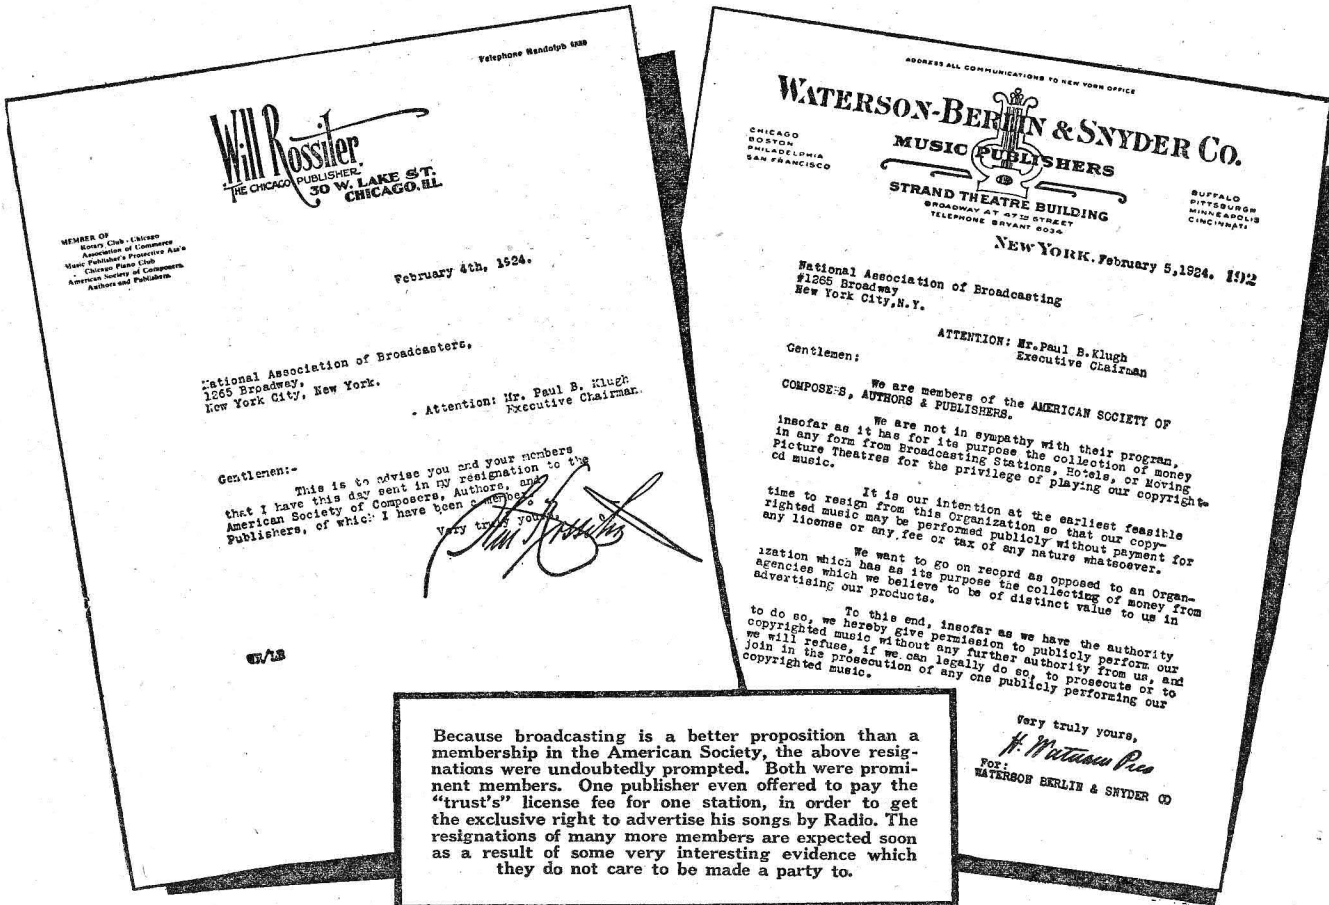 Telephone Randolph
Will Rossiter
THE CHICAGO PUBLISHER
30 W. LAKE ST.
CHICAGO, ILL.
MEMBER OF
Rotary Club - Chicago
Association of Commerce
Music Publisher's Protective Ass'n
Chicago Piano Club
American Society of Composers
Authors and Publishers
February 4th, 1924.
National Association of Broadcasters,
1265 Broadway,
New York City, New York.
Attention: Mr. Paul B. Klugh
Executive Chairman.
Gentlemen:-
This is to advise you and your members
that I have this day sent in my resignation to the
American Society of Composers, Authors, and
Publishers, of which I have been a member.
Very truly yours,
Will Rossiter
ADDRESS ALL COMMUNICATIONS TO NEW YORK OFFICE
WATERSON-BERLIN & SNYDER CO.
MUSIC PUBLISHERS
CHICAGO
BOSTON
PHILADELPHIA
SAN FRANCISCO
STRAND THEATRE BUILDING
BROADWAY AT 47TH STREET
TELEPHONE BRYANT 6034
BUFFALO
PITTSBURGH
MINNEAPOLIS
CINCINNATI
NEW YORK. February 5,1924. 192
National Association of Broadcasting
#1265 Broadway
New York City,N.Y.
ATTENTION: Mr.Paul B.Klugh
Executive Chairman
Gentlemen:
We are members of the AMERICAN SOCIETY OF
COMPOSERS, AUTHORS & PUBLISHERS.
We are not in sympathy with their program,
insofar as it has for its purpose the collection of money
in any form from Broadcasting Stations, Hotels, or Moving
Picture Theatres for the privilege of playing our copyright-
ed music.
It is our intention at the earliest feasible
time to resign from this Organization so that our copy-
righted music may be performed publicly without payment for
any license or any fee or tax of any nature whatsoever.
We want to go on record as opposed to an Organ-
ization which has as its purpose the collecting of money from
agencies which we believe to be of distinct value to us in
advertising our products.
To this end, insofar as we have the authority
to do so, we hereby give permission to publicly perform our
copyrighted music without any further authority from us, and
we will refuse, if we can legally do so, to prosecute or to
join in the prosecution of any one publicly performing our
copyrighted music.
Very truly yours,
H. Waterson Pres
For:
WATERSON BERLIN & SNYDER CO
Because broadcasting is a better proposition than a
membership in the American Society, the above resig-
nations were undoubtedly prompted. Both were promi-
nent members. One publisher even offered to pay the
"trust's" license fee for one station, in order to get
the exclusive right to advertise his songs by Radio. The
resignations of many more members are expected soon
as a result of some very interesting evidence which
they do not care to be made a party to.